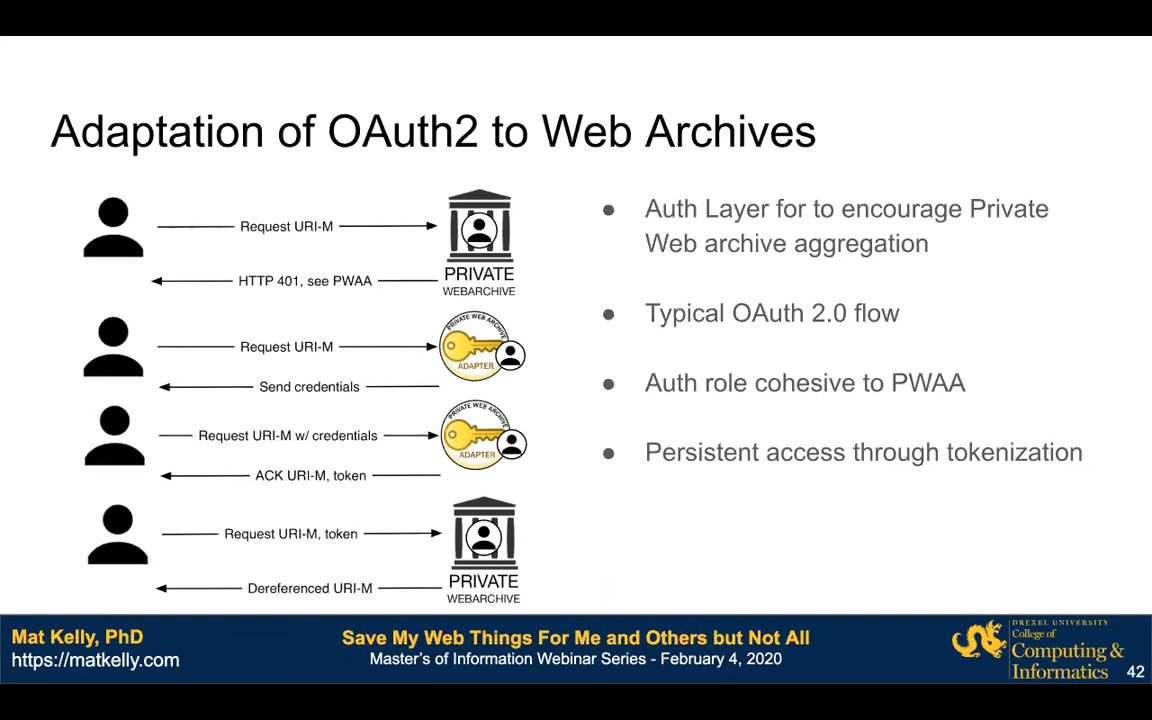 Adaptation of OAuth2 to Web Archives
Request URI-M
HTTP 401, see PWAA
PRIVATE
WEBARCHIVE
Request URI-M
Send credentials
PRIVATE WEB ARCHIVE
ADAPTER
Request URI-M w/ credentials
ACK URI-M, token
PRIVATE WEB ARCHIVE
ADAPTER
Request URI-M, token
Dereferenced URI-M
PRIVATE
WEBARCHIVE
● Auth Layer for to encourage Private
Web archive aggregation
● Typical OAuth 2.0 flow
● Auth role cohesive to PWAA
● Persistent access through tokenization
Mat Kelly, PhD
https://matkelly.com
Save My Web Things For Me and Others but Not All
Master's of Information Webinar Series - February 4, 2020
DREXEL UNIVERSITY
College of
Computing &
Informatics
42